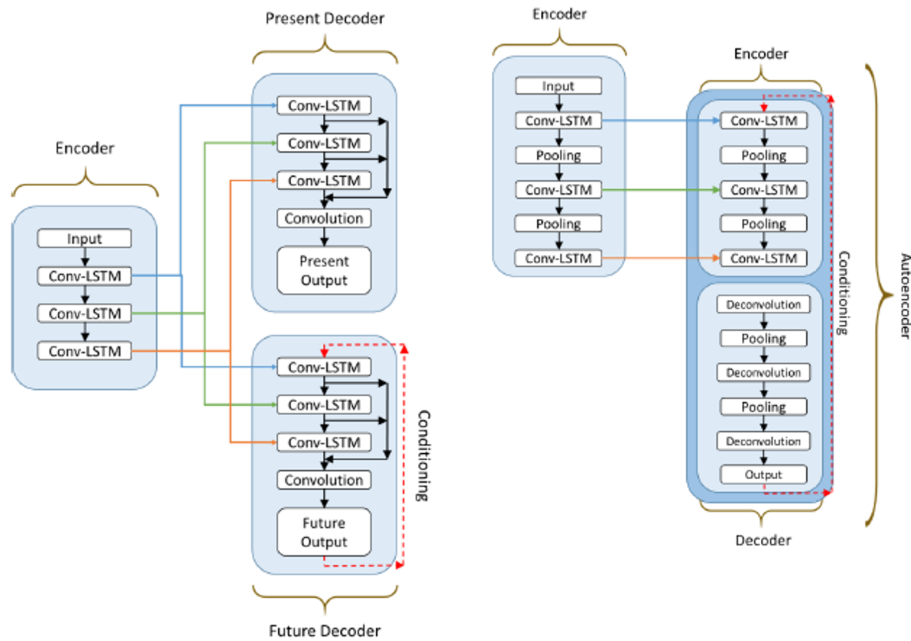 Present Decoder
Conv-LSTM
Conv-LSTM
Conv-LSTM
Convolution
Present
Output
Encoder
Input
Conv-LSTM
Conv-LSTM
Conv-LSTM
Conv-LSTM
Conv-LSTM
Conv-LSTM
Convolution
Future
Output
Conditioning
Future Decoder
Encoder
Input
Conv-LSTM
Pooling
Conv-LSTM
Pooling
Conv-LSTM
Encoder
Conv-LSTM
Pooling
Conv-LSTM
Pooling
Conv-LSTM
Deconvolution
Pooling
Deconvolution
Pooling
Deconvolution
Output
Conditioning
Decoder
Autoencoder